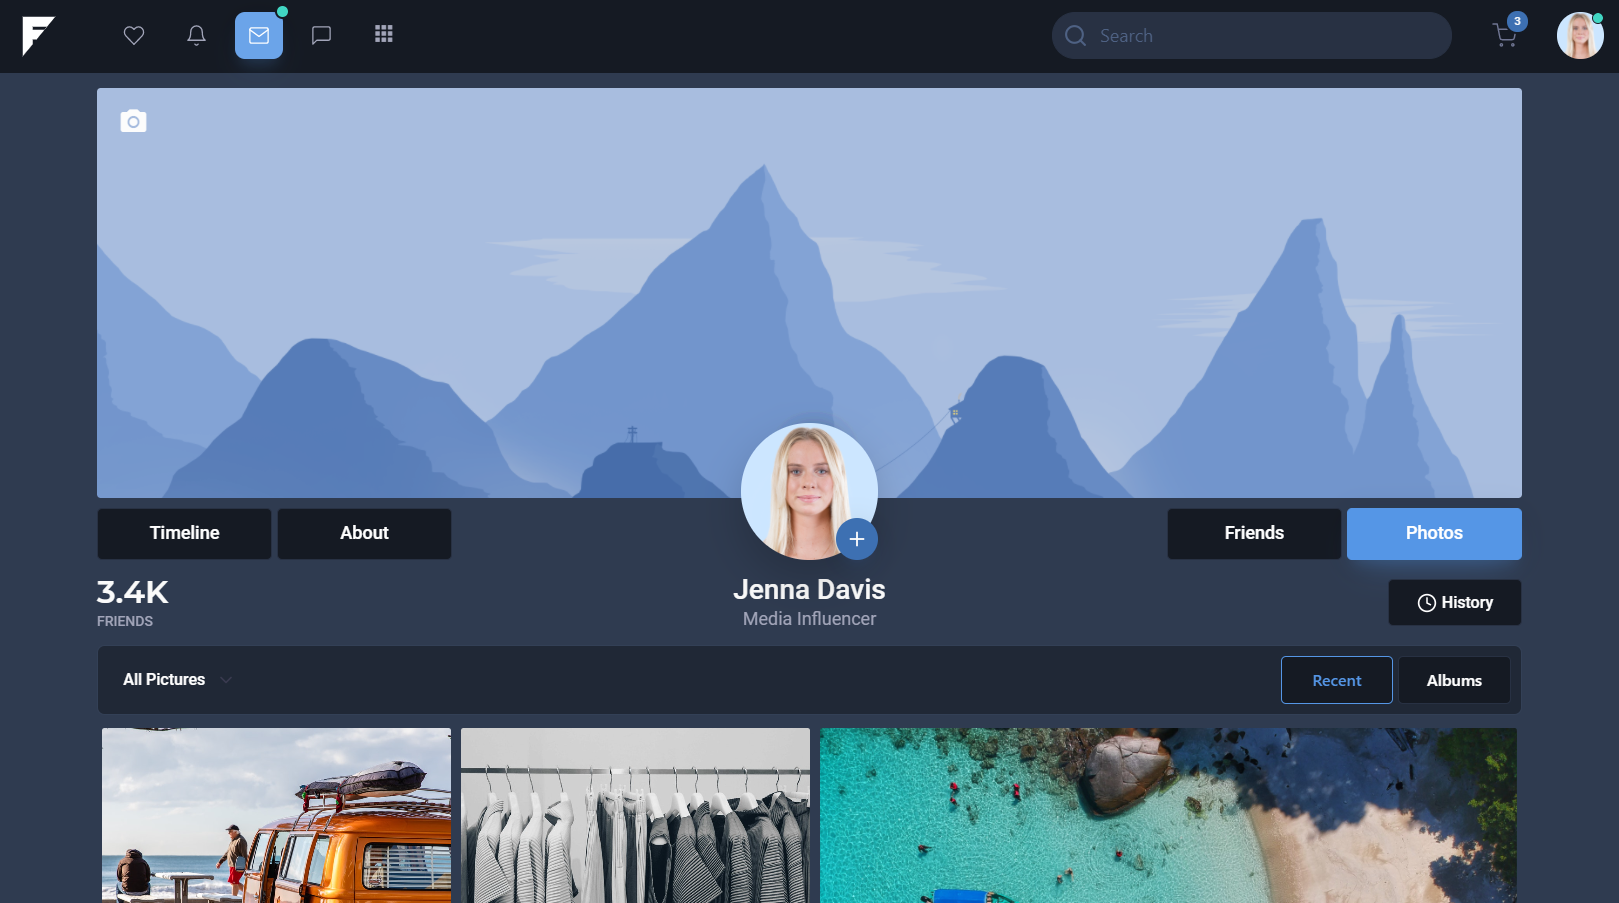 Search
3
Timeline
About
Friends
Photos
3.4K
FRIENDS
Jenna Davis
Media Influencer
History
All Pictures
Recent
Albums